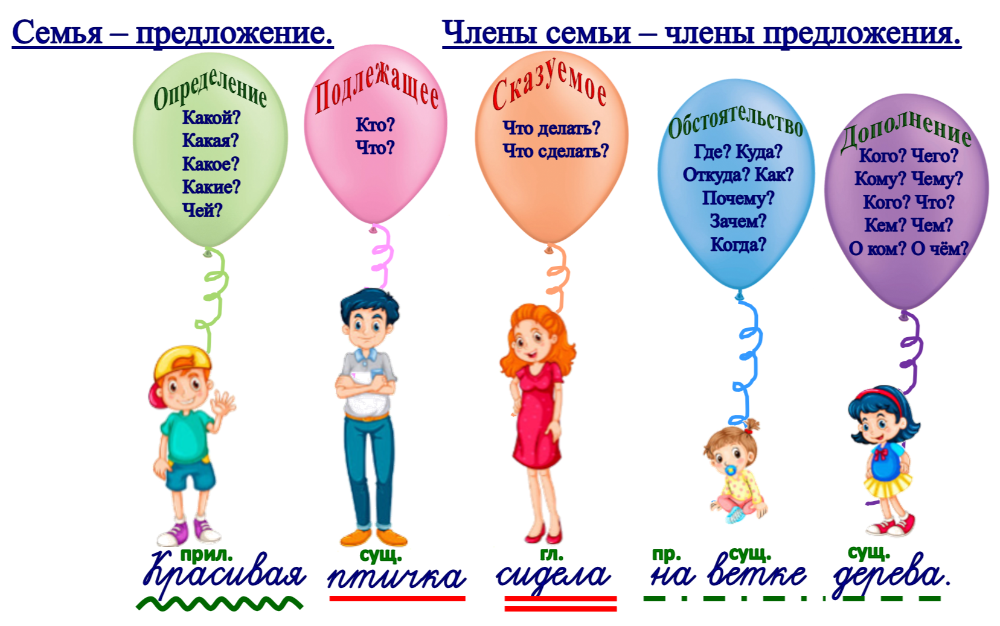 Семья – предложение.
Члены семьи – члены предложения.
Определение
Какой?
Какая?
Какое?
Какие?
Чей?
Подлежащее
Кто?
Что?
Сказуемое
Что делать?
Что сделать?
Обстоятельство
Где? Куда?
Откуда? Как?
Почему?
Зачем?
Когда?
Дополнение
Кого? Чего?
Кому? Чему?
Кого? Что?
Кем? Чем?
О ком? О чём?
прил. сущ. гл. пр. сущ. сущ.
Красивая птичка сидела на ветке дерева.